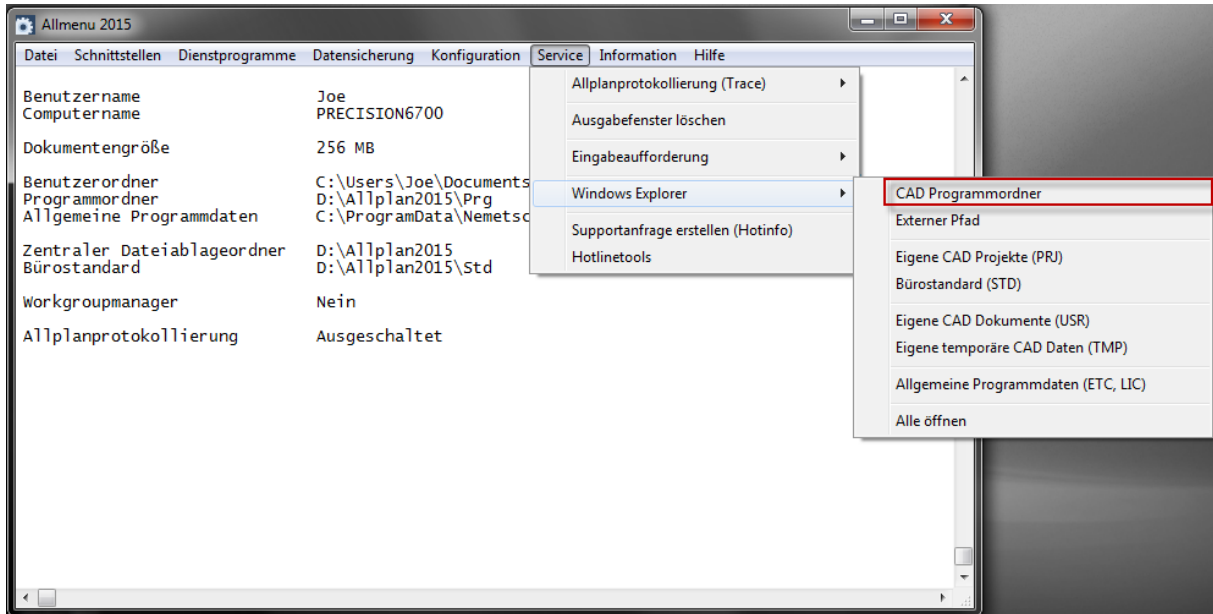 Allmenu 2015
Datei Schnittstellen Dienstprogramme Datensicherung Konfiguration Service Information Hilfe
Benutzername Joe
Computername PRECISION6700
Dokumentengröße 256 MB
Benutzerordner C:\Users\Joe\Documents
Programmordner D:\Allplan2015\Prg
Allgemeine Programmdaten C:\ProgramData\Nemetsc
Zentraler Dateiablageordner D:\Allplan2015
Bürostandard D:\Allplan2015\Std
Workgroupmanager Nein
Allplanprotokollierung Ausgeschaltet
Allplanprotokollierung (Trace)
Ausgabefenster löschen
Eingabeaufforderung
Windows Explorer
Supportanfrage erstellen (Hotinfo)
Hotlinetools
CAD Programmordner
Externer Pfad
Eigene CAD Projekte (PRJ)
Bürostandard (STD)
Eigene CAD Dokumente (USR)
Eigene temporäre CAD Daten (TMP)
Allgemeine Programmdaten (ETC, LIC)
Alle öffnen